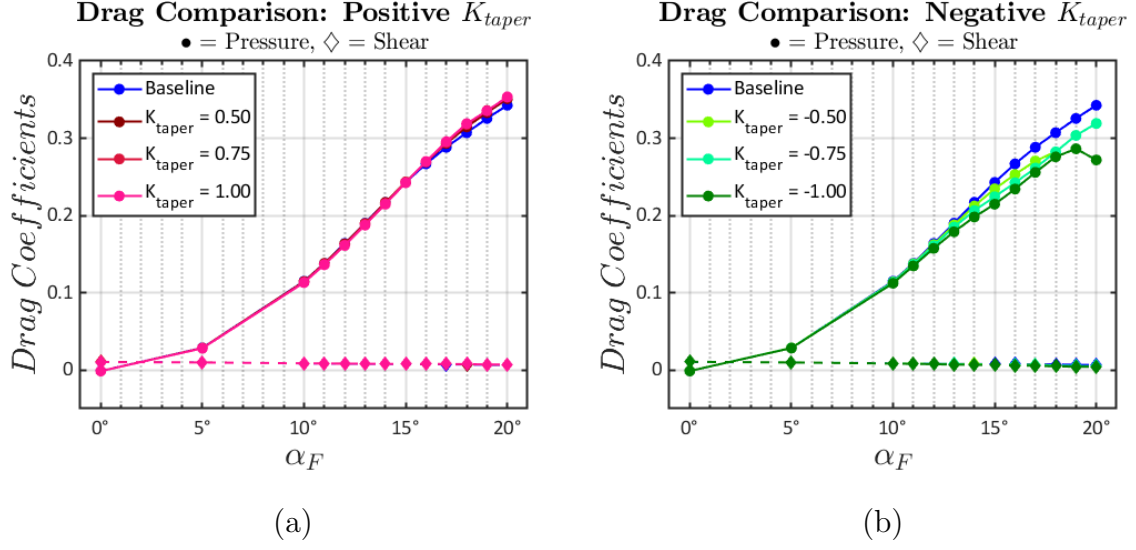 Drag Comparison: Positive K_taper
● = Pressure, ◇ = Shear
Drag Coefficients
0.4
0.3
0.2
0.1
0
Baseline
K_taper = 0.50
K_taper = 0.75
K_taper = 1.00
0° 5° 10° 15° 20°
α_F
(a)
Drag Comparison: Negative K_taper
● = Pressure, ◇ = Shear
Drag Coefficients
0.4
0.3
0.2
0.1
0
Baseline
K_taper = -0.50
K_taper = -0.75
K_taper = -1.00
0° 5° 10° 15° 20°
α_F
(b)